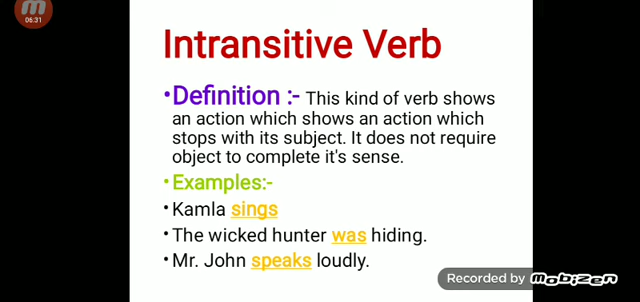 06:31
Intransitive Verb
•Definition :- This kind of verb shows
an action which shows an action which
stops with its subject. It does not require
object to complete it's sense.
•Examples:-
•Kamla sings
•The wicked hunter was hiding.
•Mr. John speaks loudly.
Recorded by mobizen